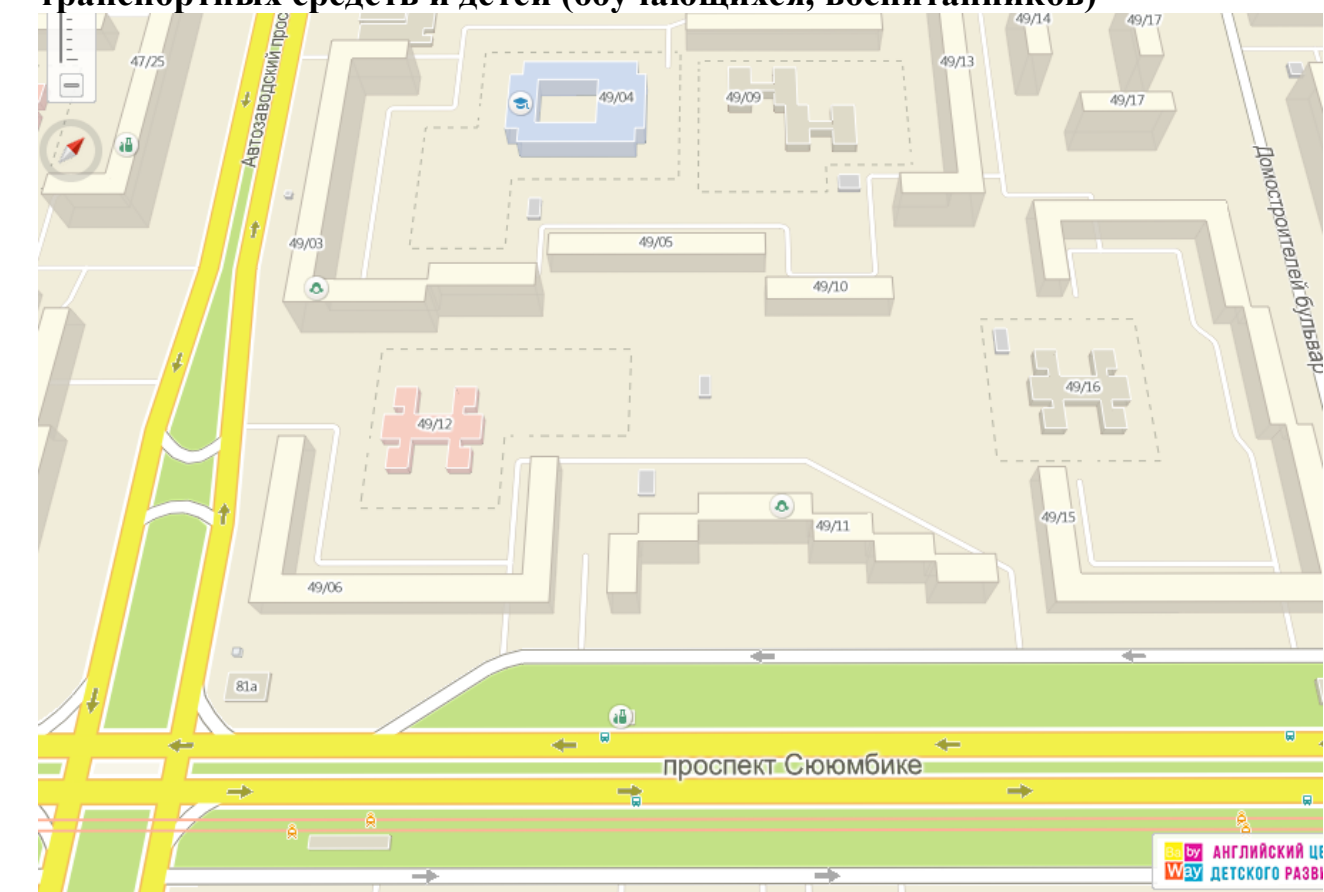 транспортных средств и детей (обучающихся, воспитанников)
49/14
49/17
47/25
49/13
49/04
49/09
49/17
Автозаводский прос
Домостроителей бульвар
49/03
49/05
49/10
49/16
49/12
49/15
49/11
49/06
81а
проспект Сююмбике
Ba by АНГЛИЙСКИЙ ЦЕ
Way ДЕТСКОГО РАЗВИ